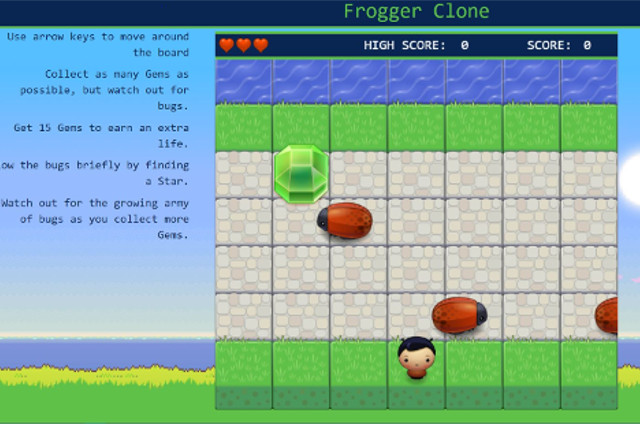 Frogger Clone
Use arrow keys to move around
the board
Collect as many Gems as
possible, but watch out for
bugs.
Get 15 Gems to earn an extra
life.
the bugs briefly by finding
a Star.
Watch out for the growing army
of bugs as you collect more
Gems.
HIGH SCORE: 0
SCORE: 0